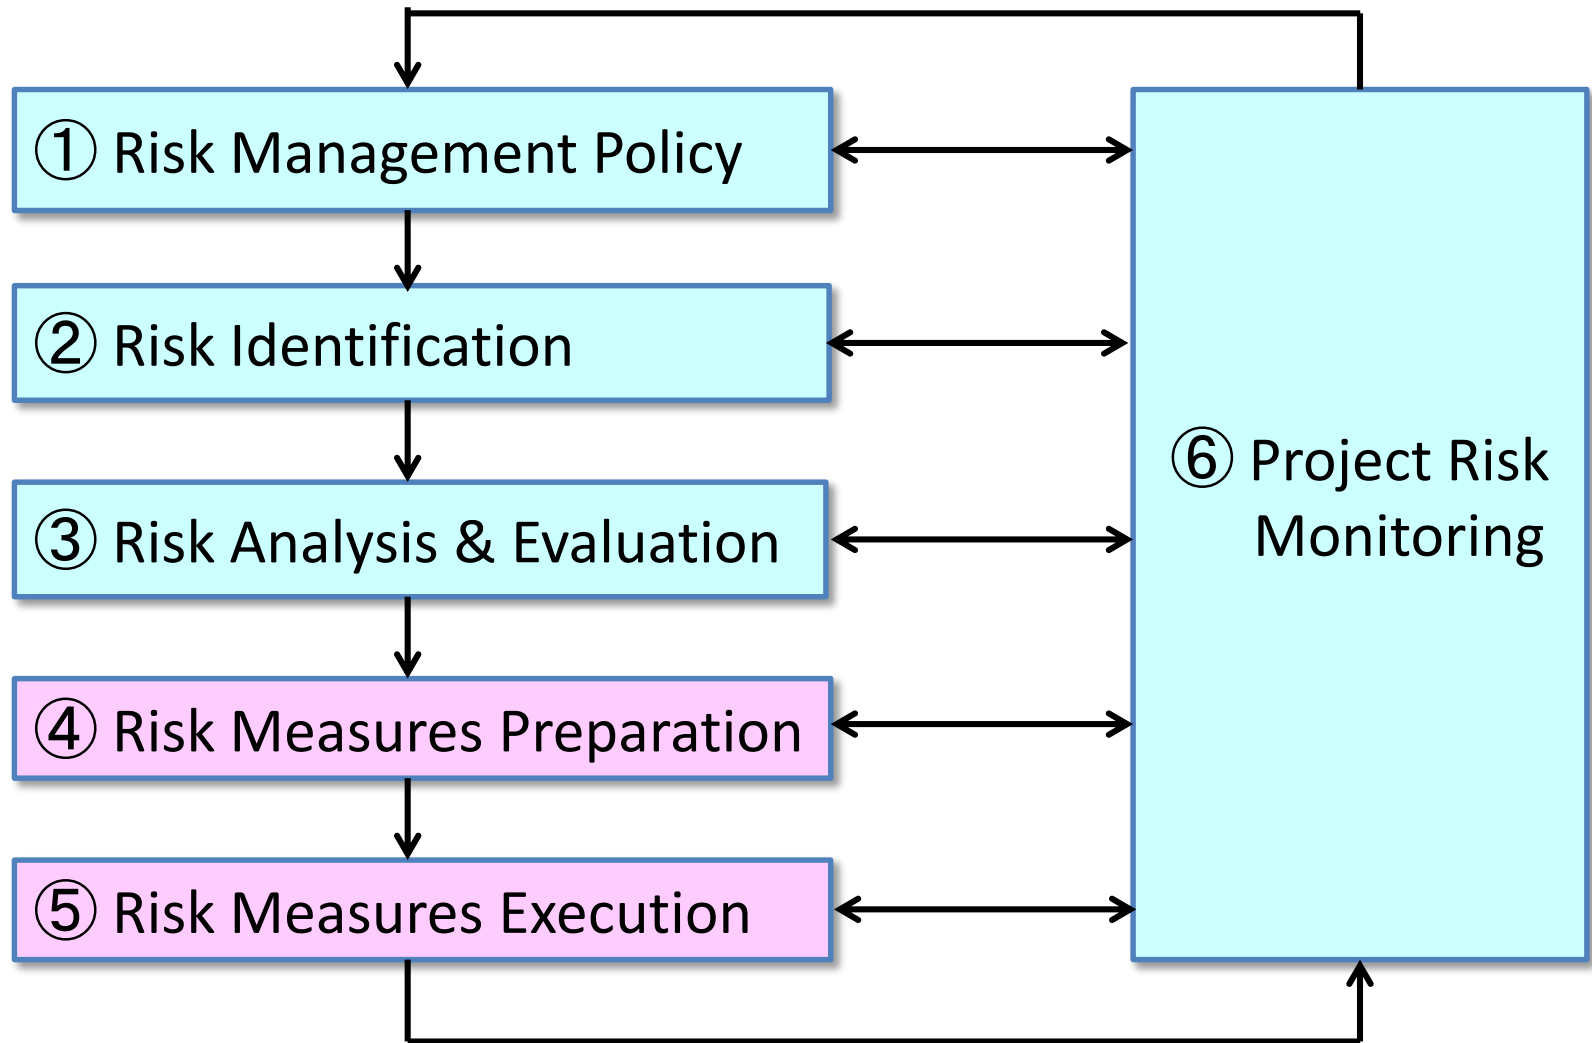 ① Risk Management Policy
② Risk Identification
③ Risk Analysis & Evaluation
④ Risk Measures Preparation
⑤ Risk Measures Execution
⑥ Project Risk
Monitoring